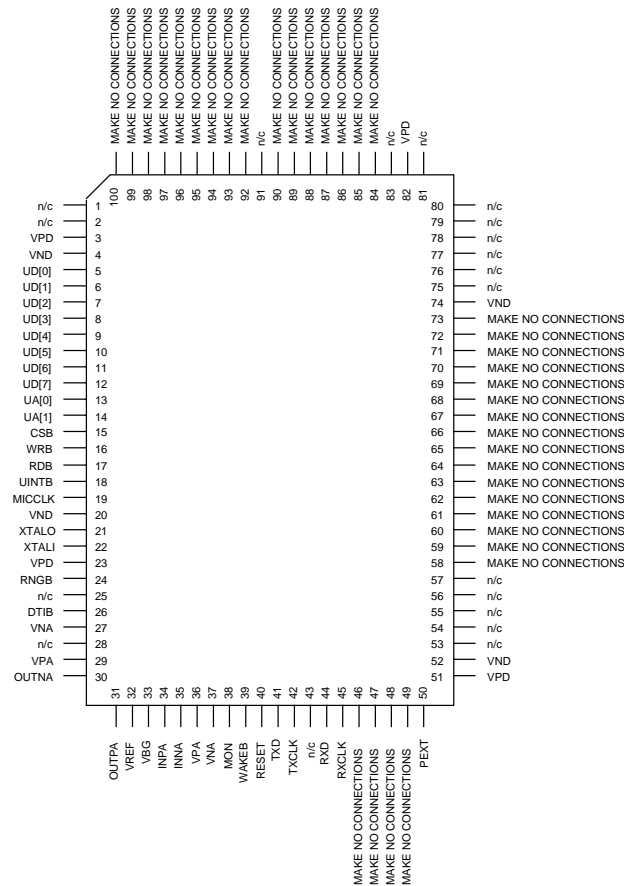 MAKE NO CONNECTIONS
MAKE NO CONNECTIONS
MAKE NO CONNECTIONS
MAKE NO CONNECTIONS
MAKE NO CONNECTIONS
MAKE NO CONNECTIONS
MAKE NO CONNECTIONS
MAKE NO CONNECTIONS
MAKE NO CONNECTIONS
n/c
MAKE NO CONNECTIONS
MAKE NO CONNECTIONS
MAKE NO CONNECTIONS
MAKE NO CONNECTIONS
MAKE NO CONNECTIONS
MAKE NO CONNECTIONS
MAKE NO CONNECTIONS
n/c
VPD
n/c
100
99
98
97
96
95
94
93
92
91
90
89
88
87
86
85
84
83
82
81
n/c 1
n/c 2
VPD 3
VND 4
UD[0] 5
UD[1] 6
UD[2] 7
UD[3] 8
UD[4] 9
UD[5] 10
UD[6] 11
UD[7] 12
UA[0] 13
UA[1] 14
CSB 15
WRB 16
RDB 17
UINTB 18
MICCLK 19
VND 20
XTALO 21
XTALI 22
VPD 23
RNGB 24
n/c 25
DTIB 26
VNA 27
n/c 28
VPA 29
OUTNA 30
80 n/c
79 n/c
78 n/c
77 n/c
76 n/c
75 n/c
74 VND
73 MAKE NO CONNECTIONS
72 MAKE NO CONNECTIONS
71 MAKE NO CONNECTIONS
70 MAKE NO CONNECTIONS
69 MAKE NO CONNECTIONS
68 MAKE NO CONNECTIONS
67 MAKE NO CONNECTIONS
66 MAKE NO CONNECTIONS
65 MAKE NO CONNECTIONS
64 MAKE NO CONNECTIONS
63 MAKE NO CONNECTIONS
62 MAKE NO CONNECTIONS
61 MAKE NO CONNECTIONS
60 MAKE NO CONNECTIONS
59 MAKE NO CONNECTIONS
58 MAKE NO CONNECTIONS
57 n/c
56 n/c
55 n/c
54 n/c
53 n/c
52 VND
51 VPD
31
32
33
34
35
36
37
38
39
40
41
42
43
44
45
46
47
48
49
50
OUTPA
VREF
VBG
INPA
INNA
VPA
VNA
MON
WAKEB
RESET
TXD
TXCLK
n/c
RXD
RXCLK
MAKE NO CONNECTIONS
MAKE NO CONNECTIONS
MAKE NO CONNECTIONS
MAKE NO CONNECTIONS
PEXT